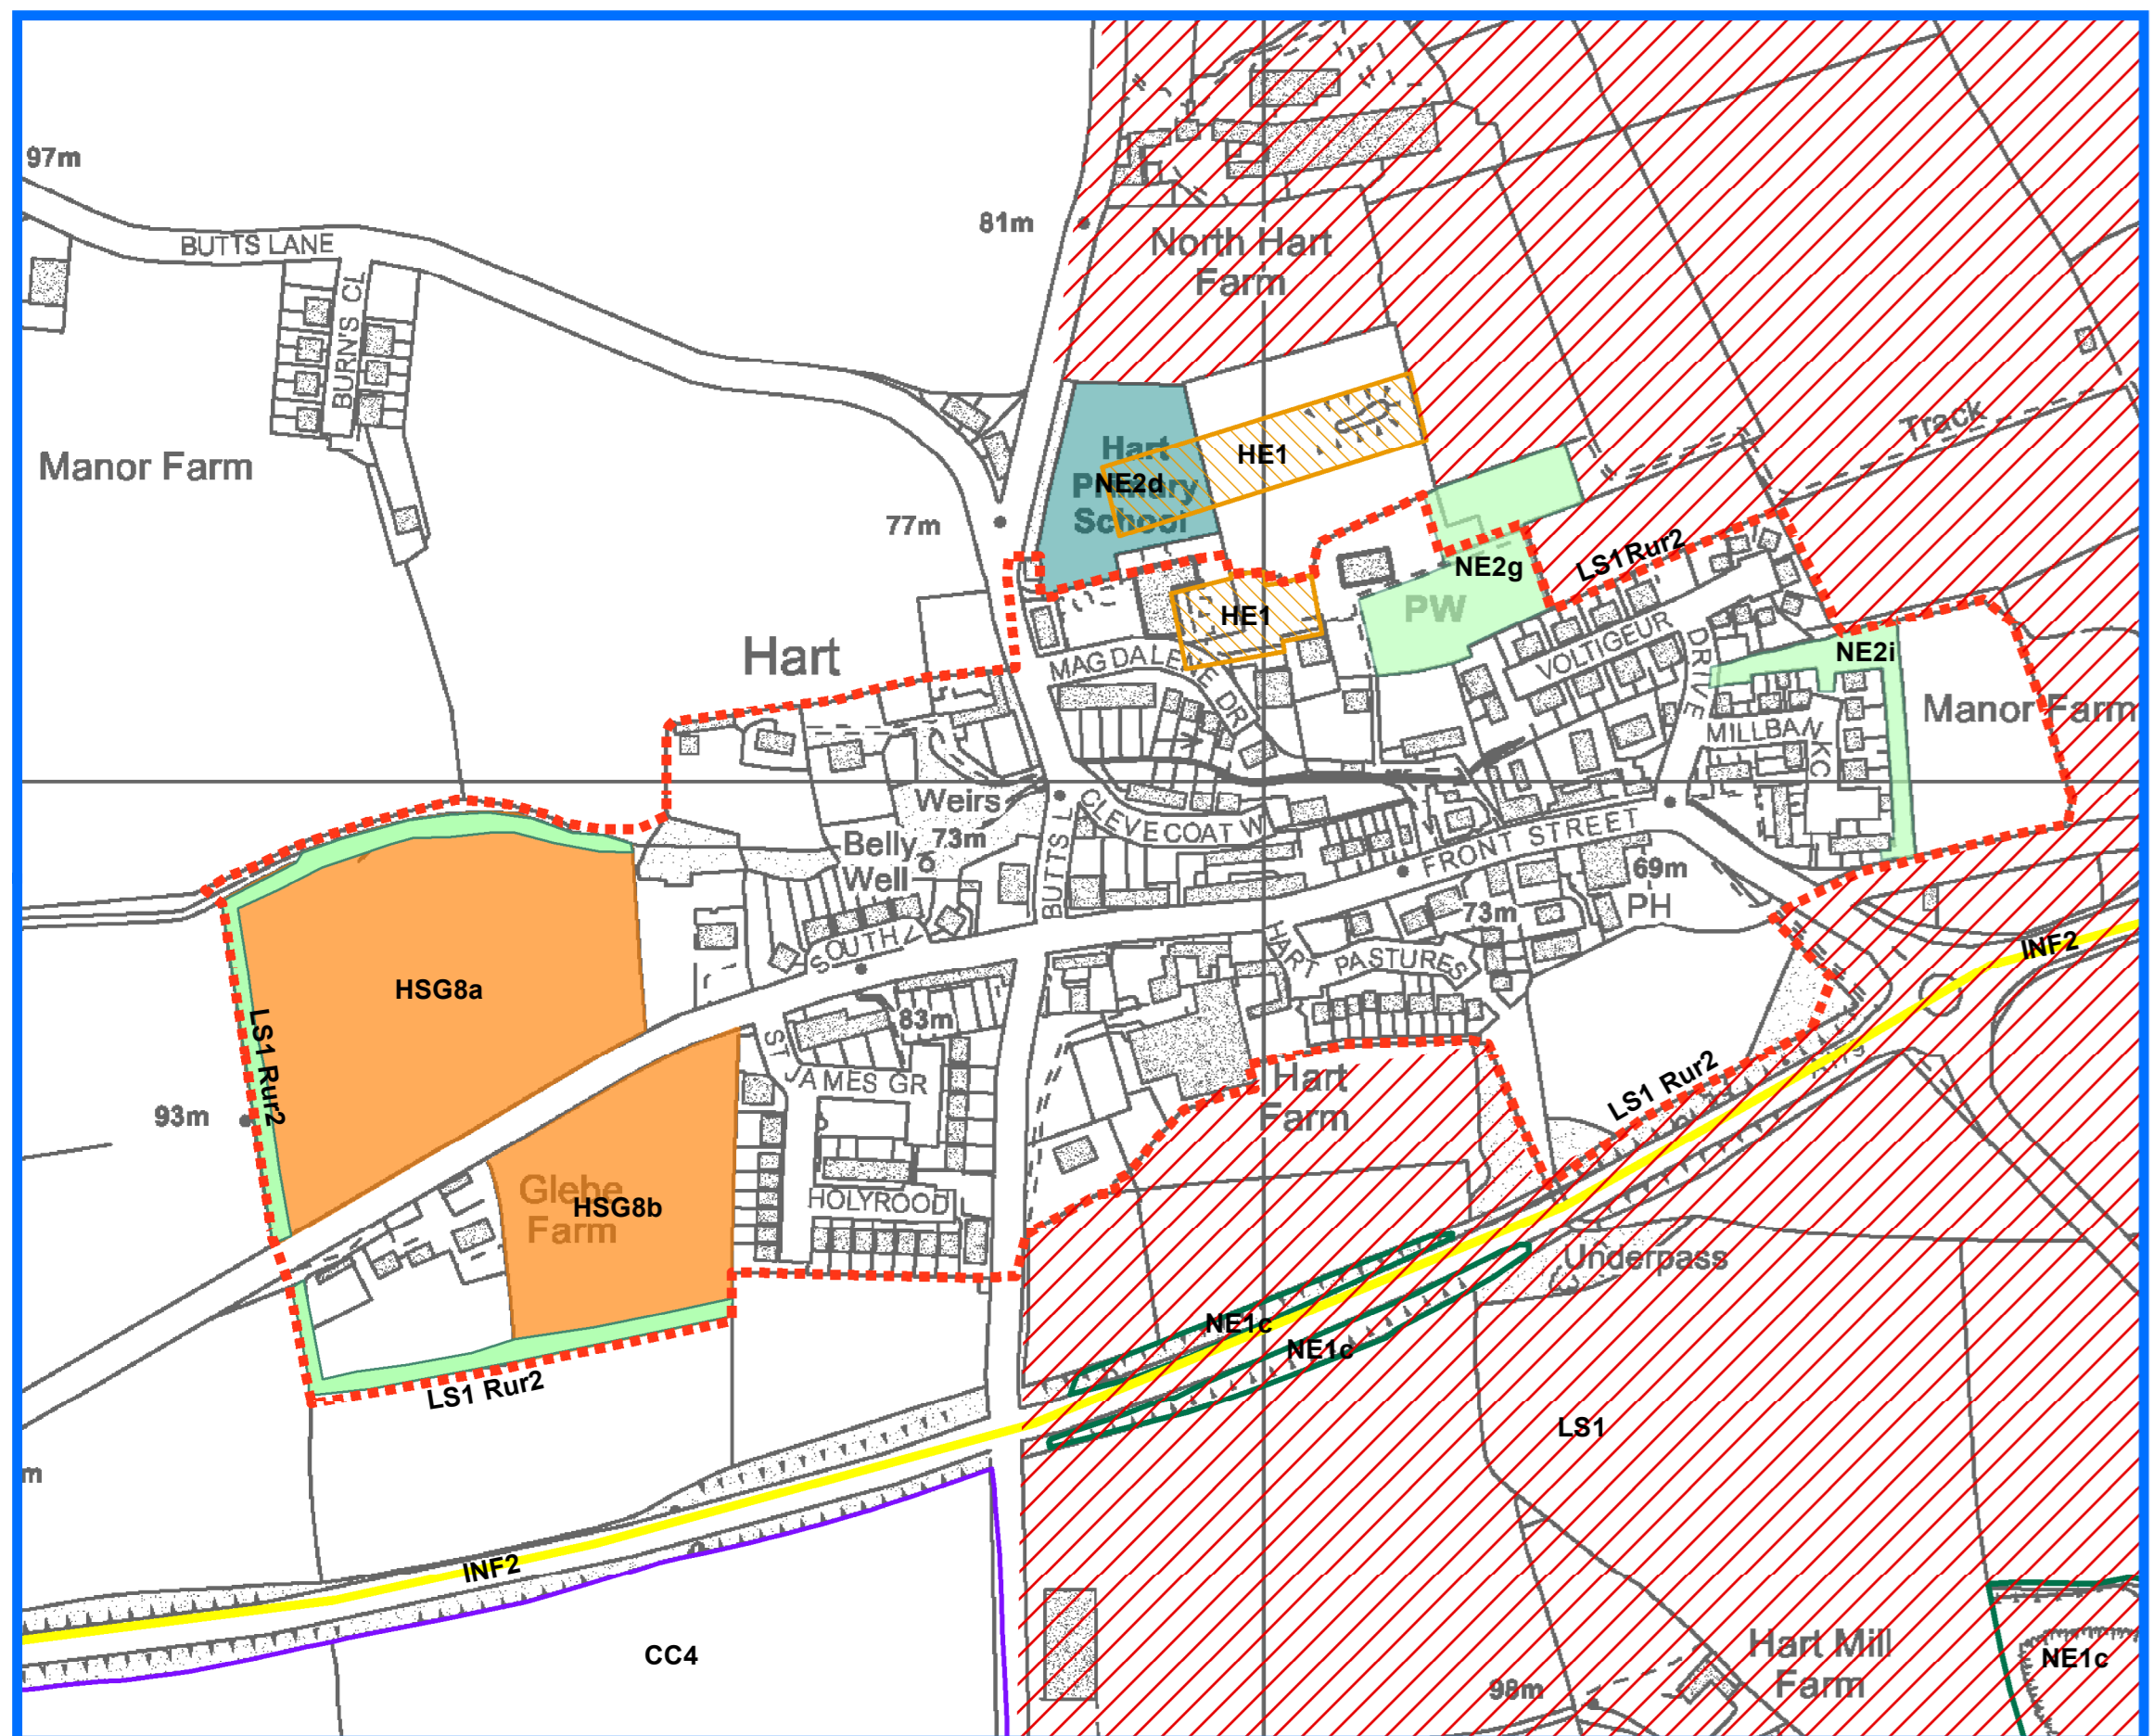 97m
BUTTS LANE
BURN'S CL
Manor Farm
81m
North Hart
Farm
77m
Hart
Primary
School
NE2d
HE1
Track
LS1Rur2
NE2g
PW
HE1
Hart
MAGDALENE DR
VOLTIGEUR
DRIVE
NE2i
Manor Farm
MILLBANK C
Weirs
Belly
Well
73m
CLEVECOAT W
BUTTS L
FRONT STREET
69m
PH
73m
SOUTH
HART PASTURES
INF2
HSG8a
LS1 Rur2
93m
83m
ST
JAMES GR
HOLYROOD
Hart
Farm
LS1 Rur2
Glebe
Farm
HSG8b
Underpass
NE1c
NE1c
LS1 Rur2
LS1
m
INF2
CC4
Hart Mill
Farm
98m
NE1c